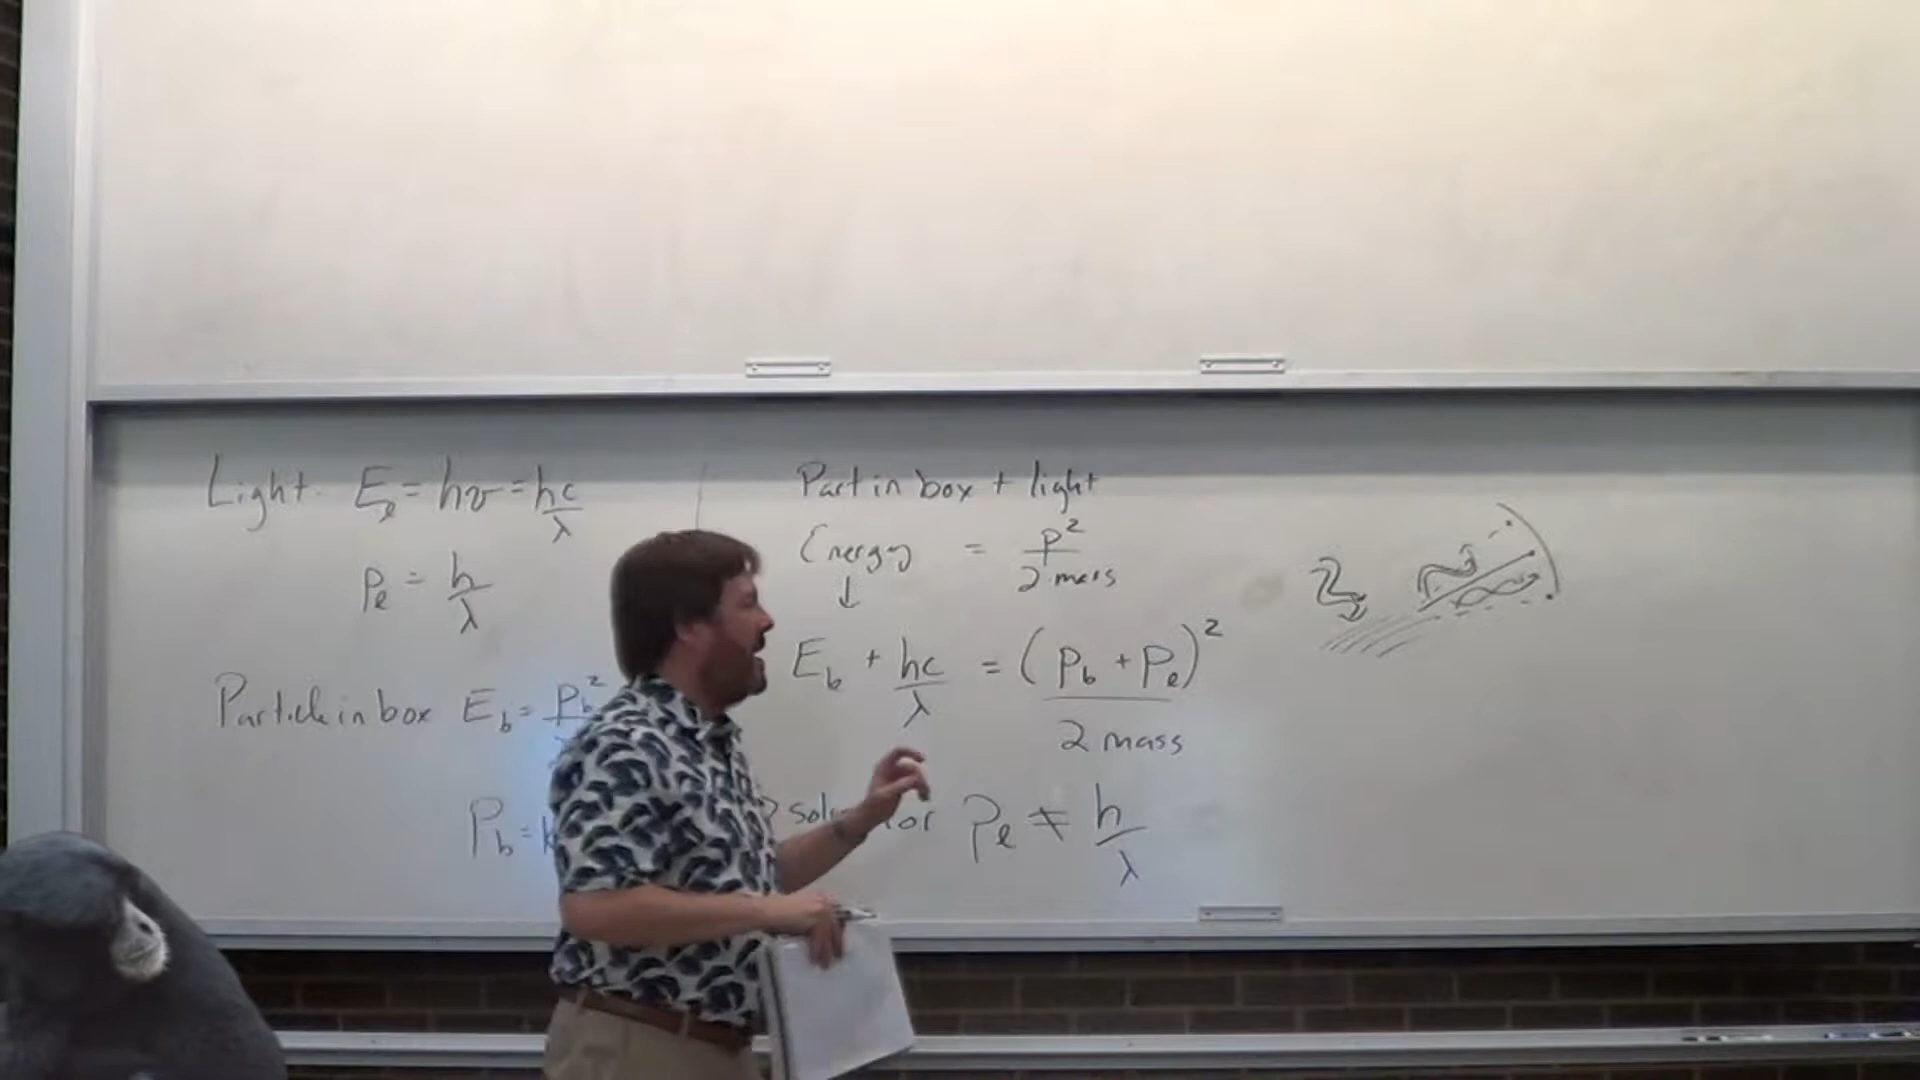 Light. E_l = hν = hc/λ
P_l = h/λ
Particle in box E_b = P_b²
P_b =
Part in box + light
Energy = P²/2 mass
↓
E_b + hc/λ = (P_b + P_l)²/2 mass
P_l ≠ h/λ